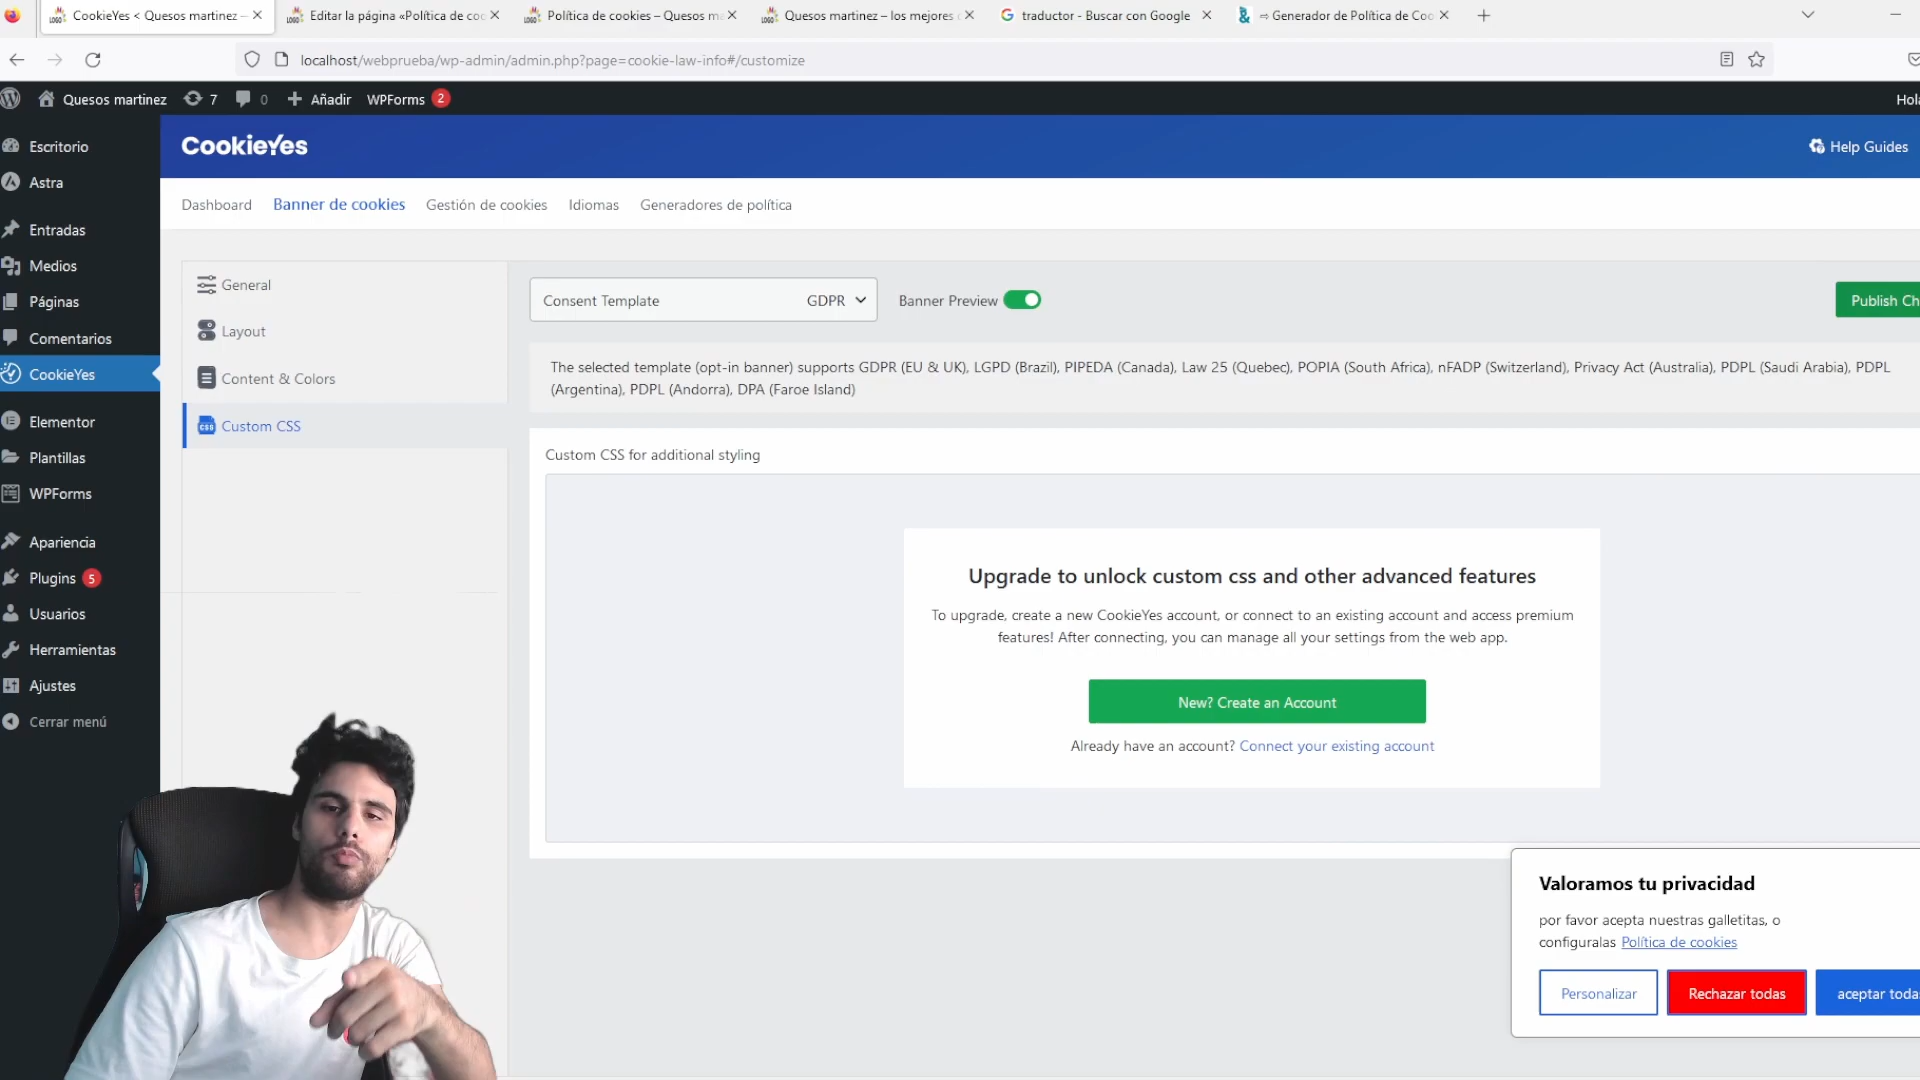 CookieYes < Quesos martinez –
Editar la página «Política de coo
Política de cookies – Quesos ma
Quesos martinez – los mejores
traductor - Buscar con Google
⇨ Generador de Política de Coo
localhost/webprueba/wp-admin/admin.php?page=cookie-law-info#/customize
Quesos martinez
7
0
Añadir
WPForms 2
Hola
Escritorio
Astra
Entradas
Medios
Páginas
Comentarios
CookieYes
Elementor
Plantillas
WPForms
Apariencia
Plugins 5
Usuarios
Herramientas
Ajustes
Cerrar menú
CookieYes
Help Guides
Dashboard
Banner de cookies
Gestión de cookies
Idiomas
Generadores de política
General
Layout
Content & Colors
Custom CSS
Consent Template
GDPR
Banner Preview
Publish Ch
The selected template (opt-in banner) supports GDPR (EU & UK), LGPD (Brazil), PIPEDA (Canada), Law 25 (Quebec), POPIA (South Africa), nFADP (Switzerland), Privacy Act (Australia), PDPL (Saudi Arabia), PDPL
(Argentina), PDPL (Andorra), DPA (Faroe Island)
Custom CSS for additional styling
Upgrade to unlock custom css and other advanced features
To upgrade, create a new CookieYes account, or connect to an existing account and access premium
features! After connecting, you can manage all your settings from the web app.
New? Create an Account
Already have an account? Connect your existing account
Valoramos tu privacidad
por favor acepta nuestras galletitas, o
configuralas Política de cookies
Personalizar
Rechazar todas
aceptar todas